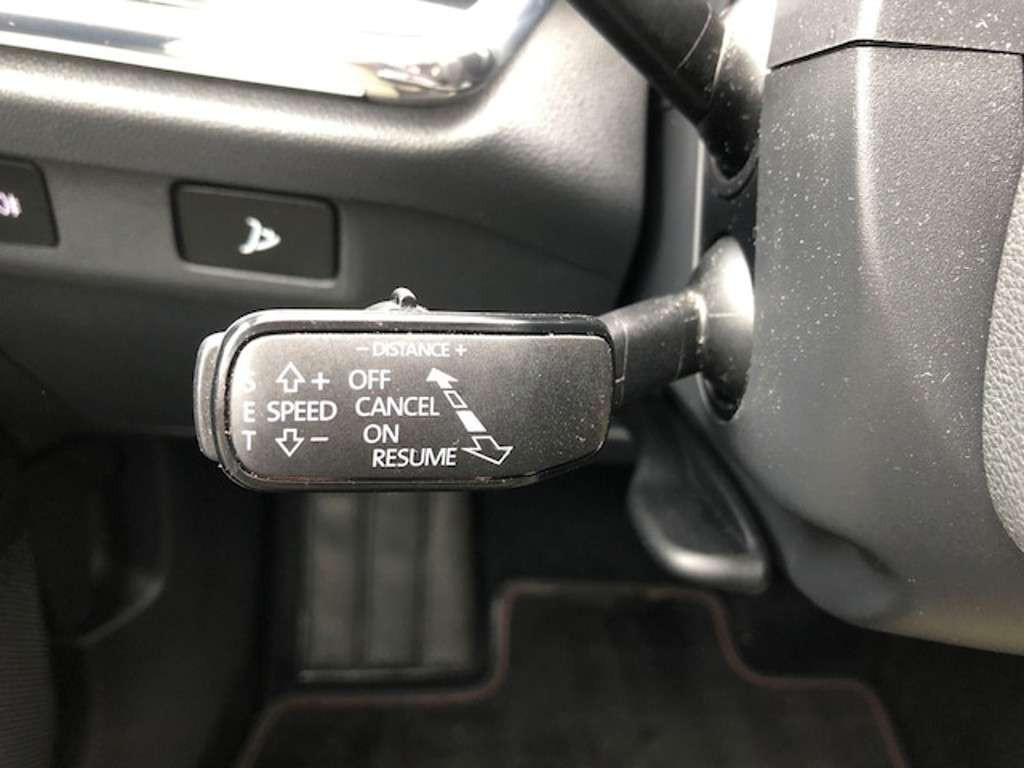 - DISTANCE +
S + OFF
E SPEED CANCEL
T - ON
RESUME